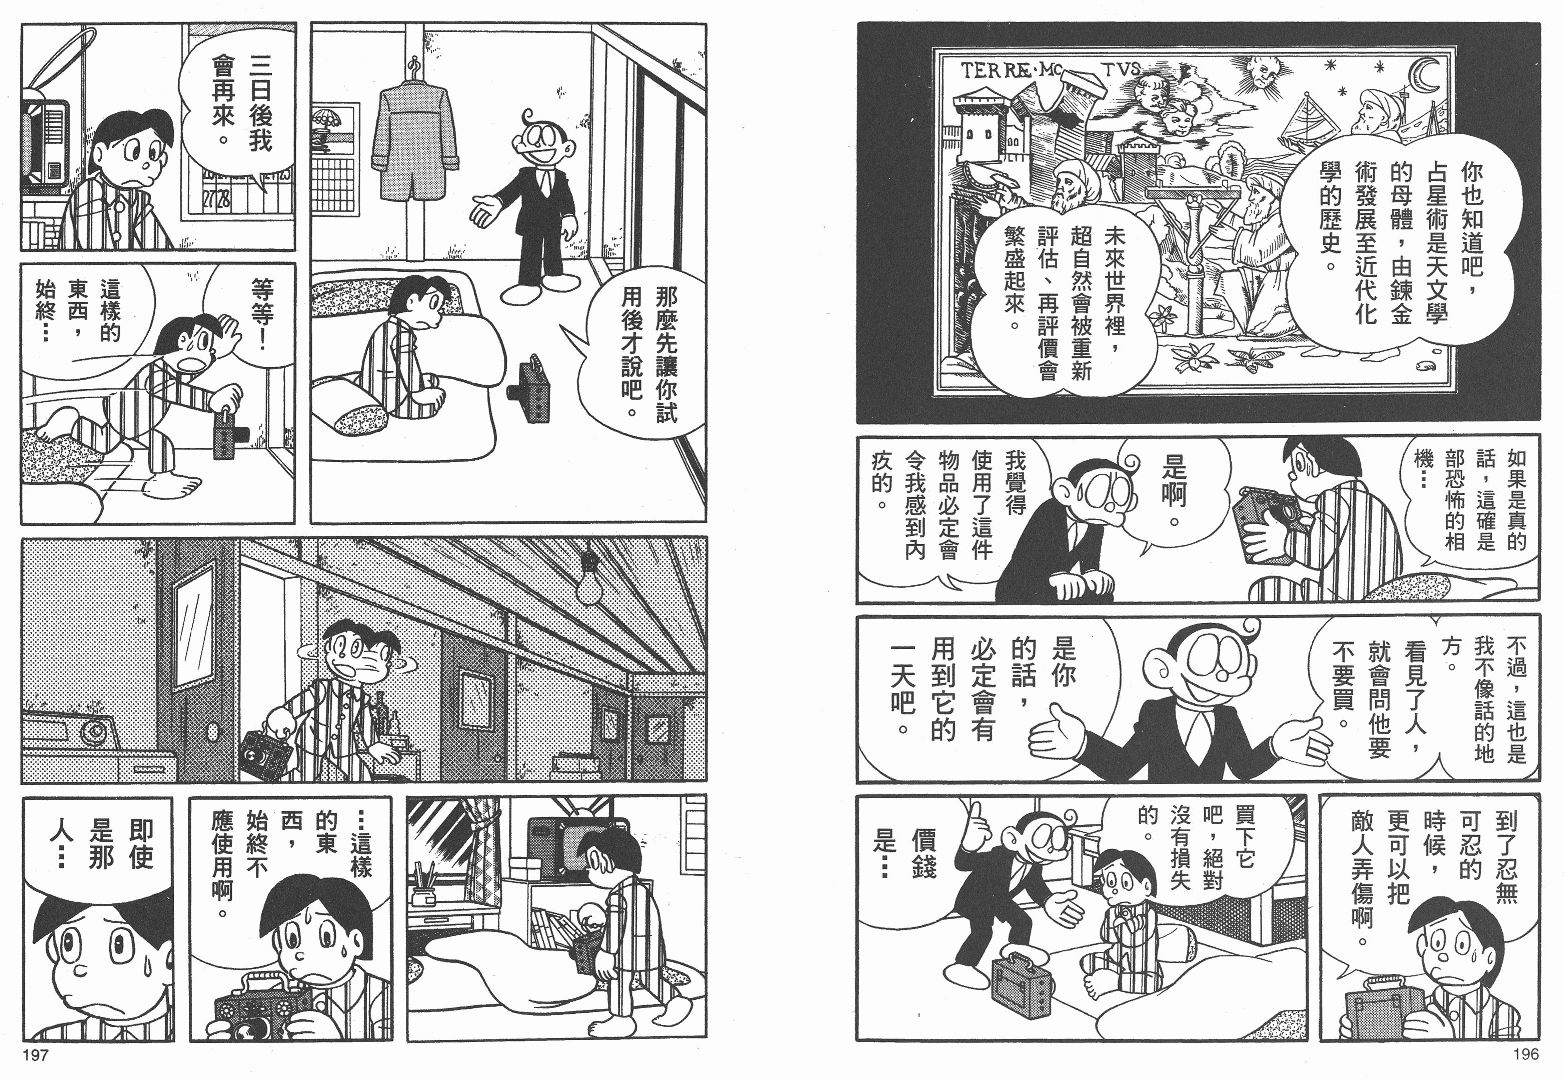 TERRÆ·MO TVS
你也知道吧，
占星術是天文學
的母體，由鍊金
術發展至近代化
學的歷史。
未來世界裡，
超自然會被重新
評估、再評價會
繁盛起來。
如果是真的
話，這確是
部恐怖的相
機…
是啊。
我覺得
使用了這件
物品必定會
令我感到內
疚的。
不過，這也是
我不像話的地
方。
看見了人，
就會問他要
不要買。
是你
的話，
必定會有
用到它的
一天吧。
到了忍無
可忍的
時候，
更可以把
敵人弄傷啊。
買下它
吧，絕對
沒有損失
的。
價錢
是…
196
那麼先讓你試
用後才說吧。
三日後我
會再來。
27
28
等等！
這樣的
東西，
始終…
…這樣
的東
西，
始終不
應使用啊。
即使
是那
人…
197